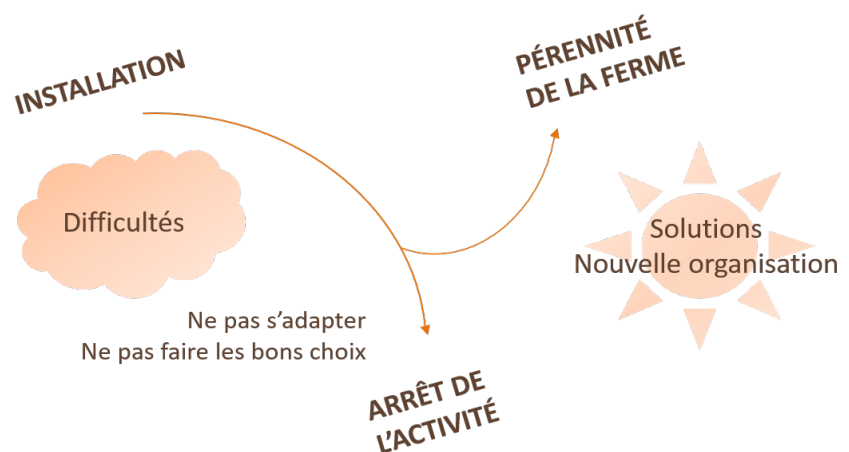 INSTALLATION
PÉRENNITÉ
DE LA FERME
Difficultés
Solutions
Nouvelle organisation
Ne pas s’adapter
Ne pas faire les bons choix
ARRÊT DE
L’ACTIVITÉ